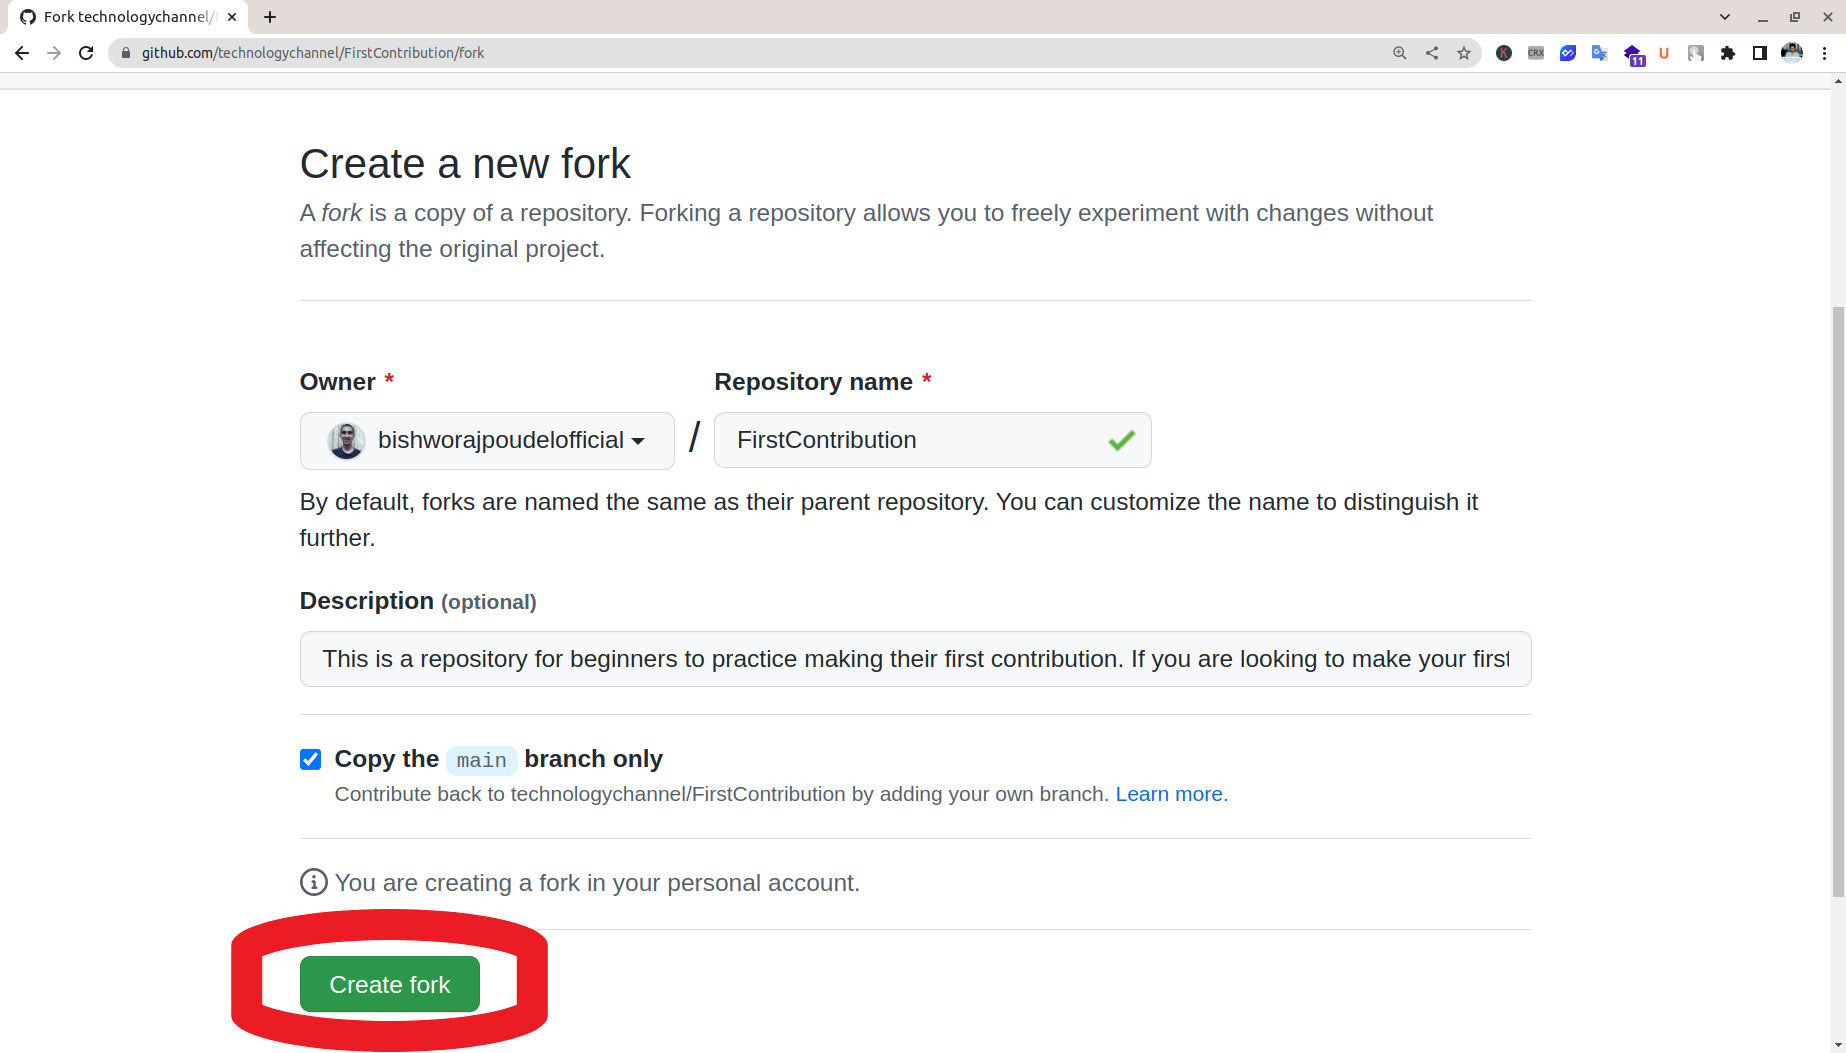 Fork technologychannel/
github.com/technologychannel/FirstContribution/fork
CRX
11
U
Create a new fork
A fork is a copy of a repository. Forking a repository allows you to freely experiment with changes without
affecting the original project.
Owner *
Repository name *
bishworajpoudelofficial
/
FirstContribution
By default, forks are named the same as their parent repository. You can customize the name to distinguish it
further.
Description (optional)
This is a repository for beginners to practice making their first contribution. If you are looking to make your first
Copy the main branch only
Contribute back to technologychannel/FirstContribution by adding your own branch. Learn more.
You are creating a fork in your personal account.
Create fork